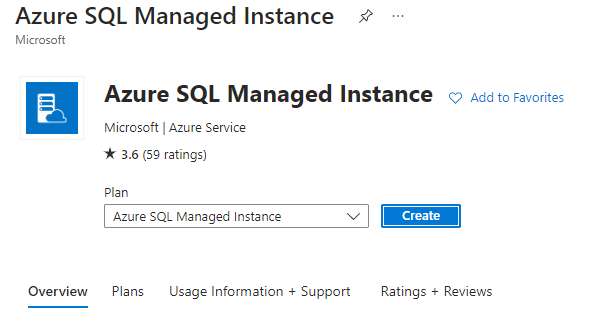 Azure SQL Managed Instance
Microsoft
Azure SQL Managed Instance Add to Favorites
Microsoft | Azure Service
3.6 (59 ratings)
Plan
Azure SQL Managed Instance Create
Overview Plans Usage Information + Support Ratings + Reviews